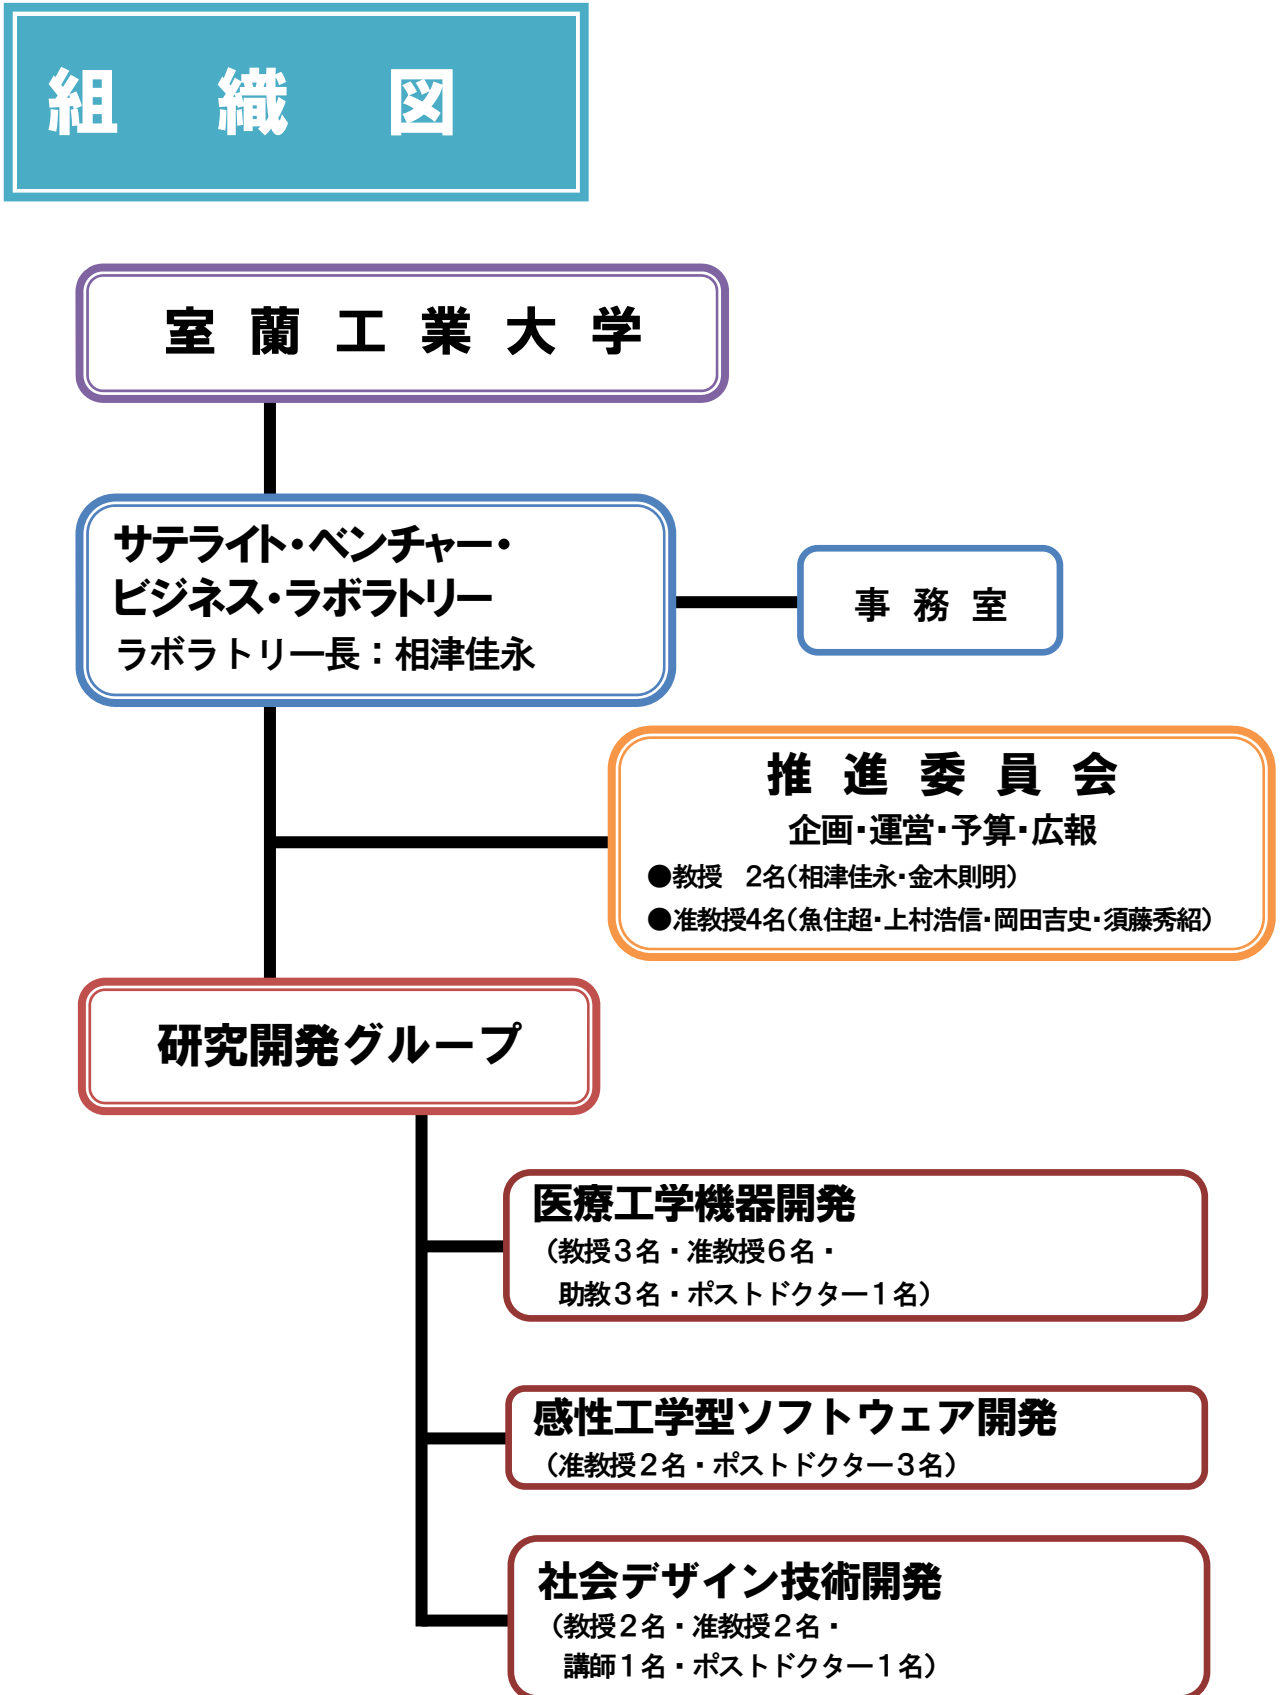 組織図
室蘭工業大学
サテライト・ベンチャー・
ビジネス・ラボラトリー
ラボラトリー長：相津佳永
事務室
推進委員会
企画・運営・予算・広報
●教授　2名（相津佳永・金木則明）
●准教授4名（魚住超・上村浩信・岡田吉史・須藤秀紹）
研究開発グループ
医療工学機器開発
（教授３名・准教授６名・
助教３名・ポストドクター１名）
感性工学型ソフトウェア開発
（准教授２名・ポストドクター３名）
社会デザイン技術開発
（教授２名・准教授２名・
講師１名・ポストドクター１名）